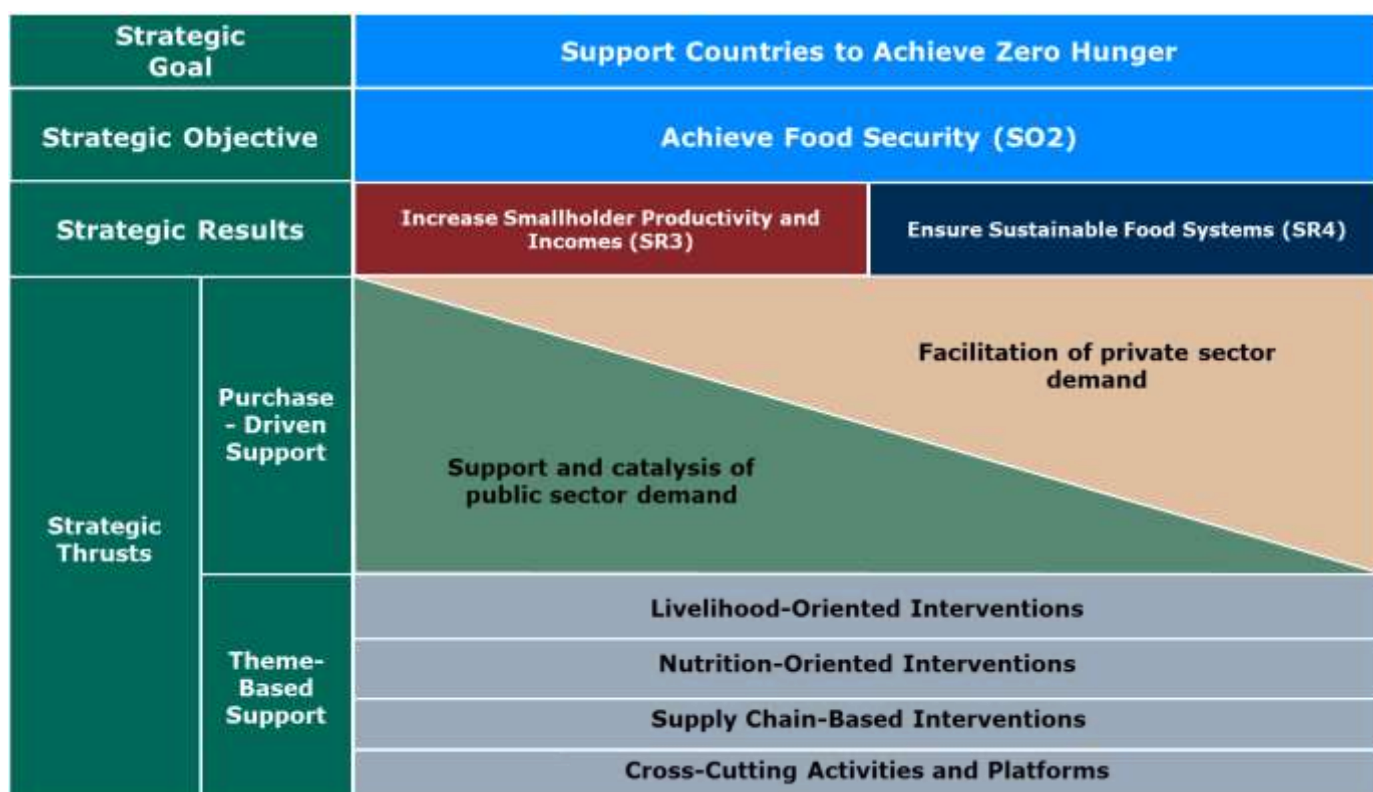 Strategic
Goal
Support Countries to Achieve Zero Hunger
Strategic Objective
Achieve Food Security (SO2)
Strategic Results
Increase Smallholder Productivity and
Incomes (SR3)
Ensure Sustainable Food Systems (SR4)
Strategic
Thrusts
Purchase
- Driven
Support
Facilitation of private sector
demand
Support and catalysis of
public sector demand
Theme-
Based
Support
Livelihood-Oriented Interventions
Nutrition-Oriented Interventions
Supply Chain-Based Interventions
Cross-Cutting Activities and Platforms